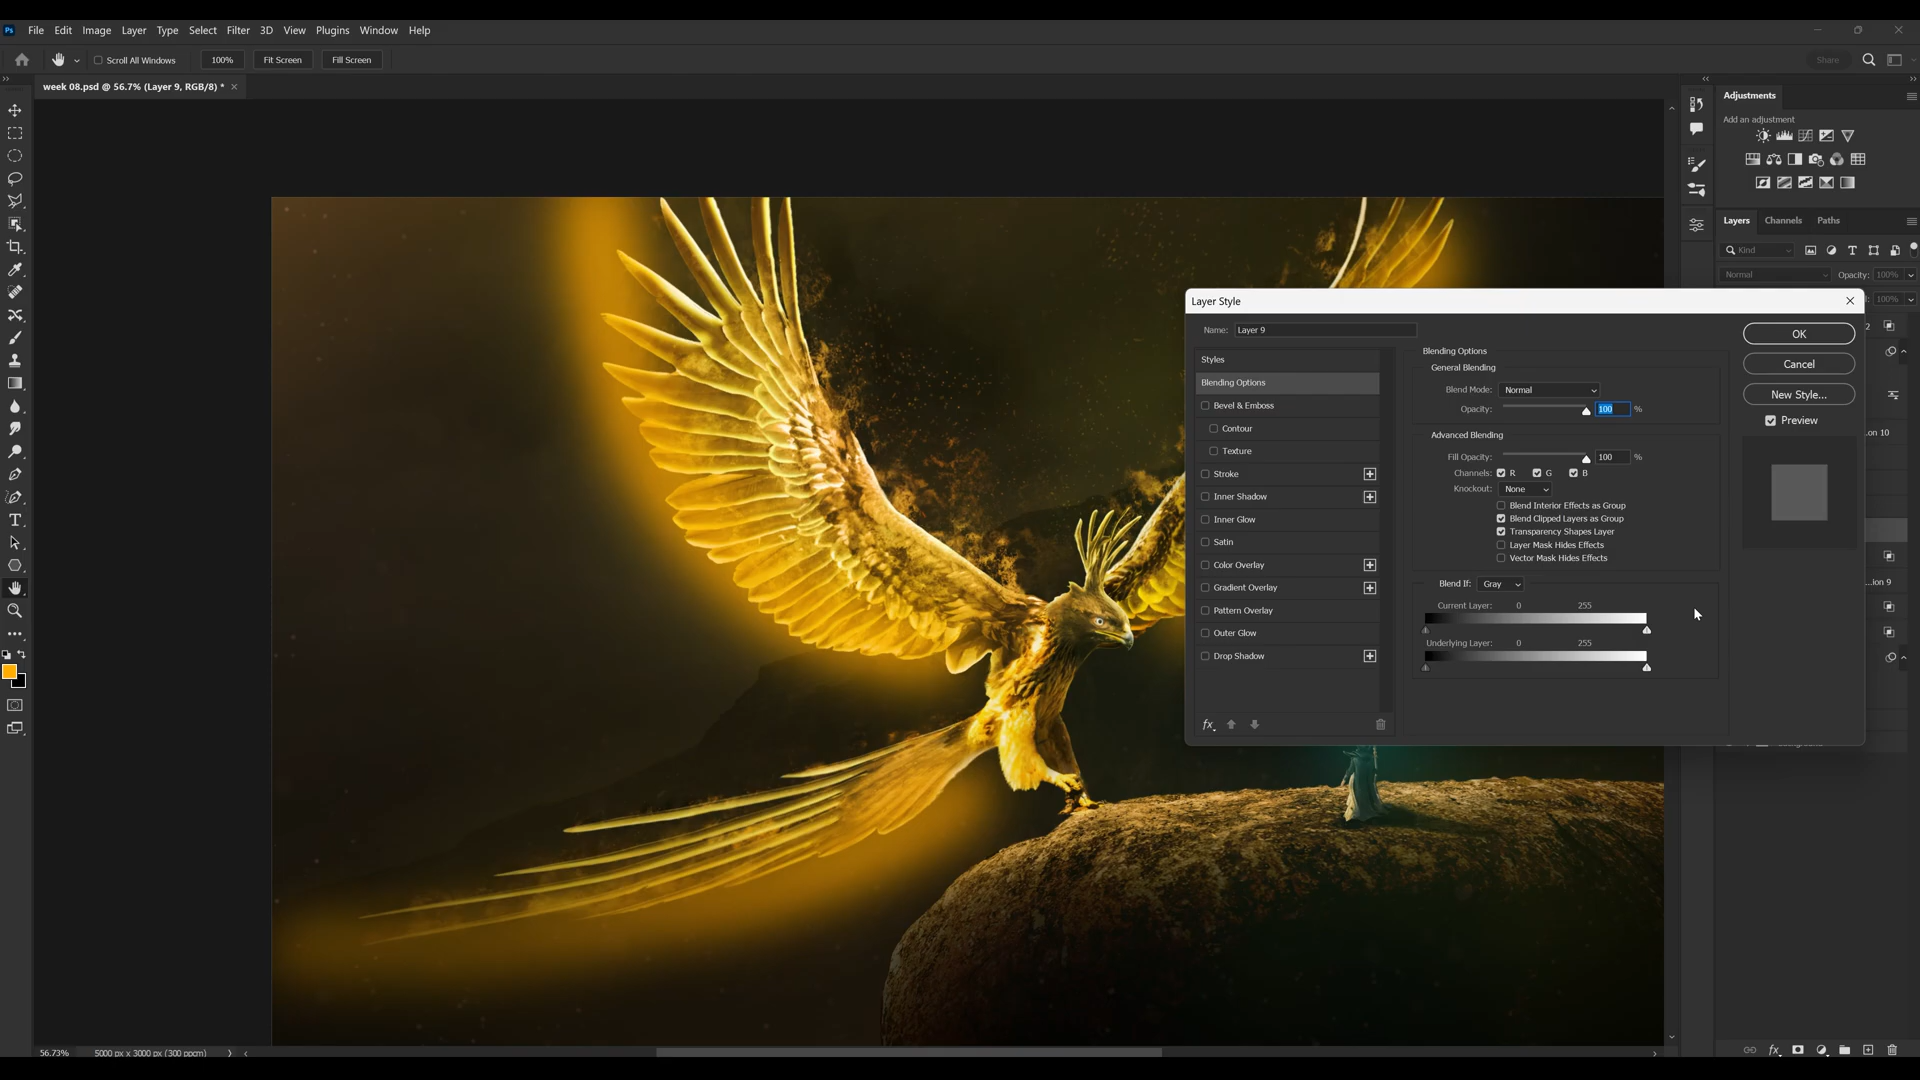 Ps File Edit Image Layer Type Select Filter 3D View Plugins Window Help
Scroll All Windows 100% Fit Screen Fill Screen Share
week 08.psd @ 56.7% (Layer 9, RGB/8) *
Adjustments
Add an adjustment
Layers Channels Paths
Kind
Normal Opacity: 100%
100%
2
...on 10
...ion 9
Layer Style
Name: Layer 9
Styles
Blending Options
Bevel & Emboss
Contour
Texture
Stroke
Inner Shadow
Inner Glow
Satin
Color Overlay
Gradient Overlay
Pattern Overlay
Outer Glow
Drop Shadow
fx
Blending Options
General Blending
Blend Mode: Normal
Opacity: 100 %
Advanced Blending
Fill Opacity: 100 %
Channels: R G B
Knockout: None
Blend Interior Effects as Group
Blend Clipped Layers as Group
Transparency Shapes Layer
Layer Mask Hides Effects
Vector Mask Hides Effects
Blend If: Gray
Current Layer: 0 255
Underlying Layer: 0 255
OK
Cancel
New Style...
Preview
56.73% 5000 px x 3000 px (300 ppcm)
fx